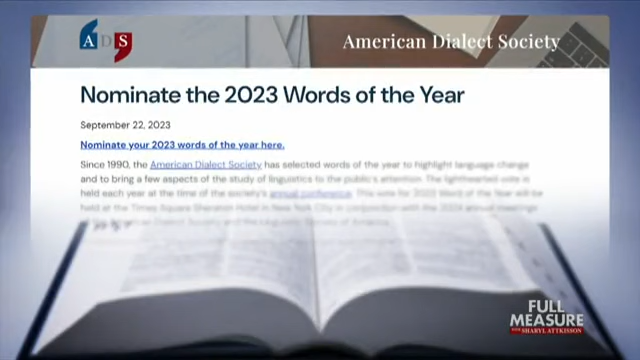 ADS
American Dialect Society
Nominate the 2023 Words of the Year
September 22, 2023
Nominate your 2023 words of the year here.
Since 1990, the American Dialect Society has selected words of the year to highlight language change
and to bring a few aspects of the study of linguistics to the public's attention. The lighthearted vote is
held each year at the time of the society's annual conference. This vote for 2023 Word of the Year will be
held at the Times Square Sheraton Hotel in New York City in conjunction with the 2024 annual meetings
FULL
MEASURE
WITH SHARYL ATTKISSON